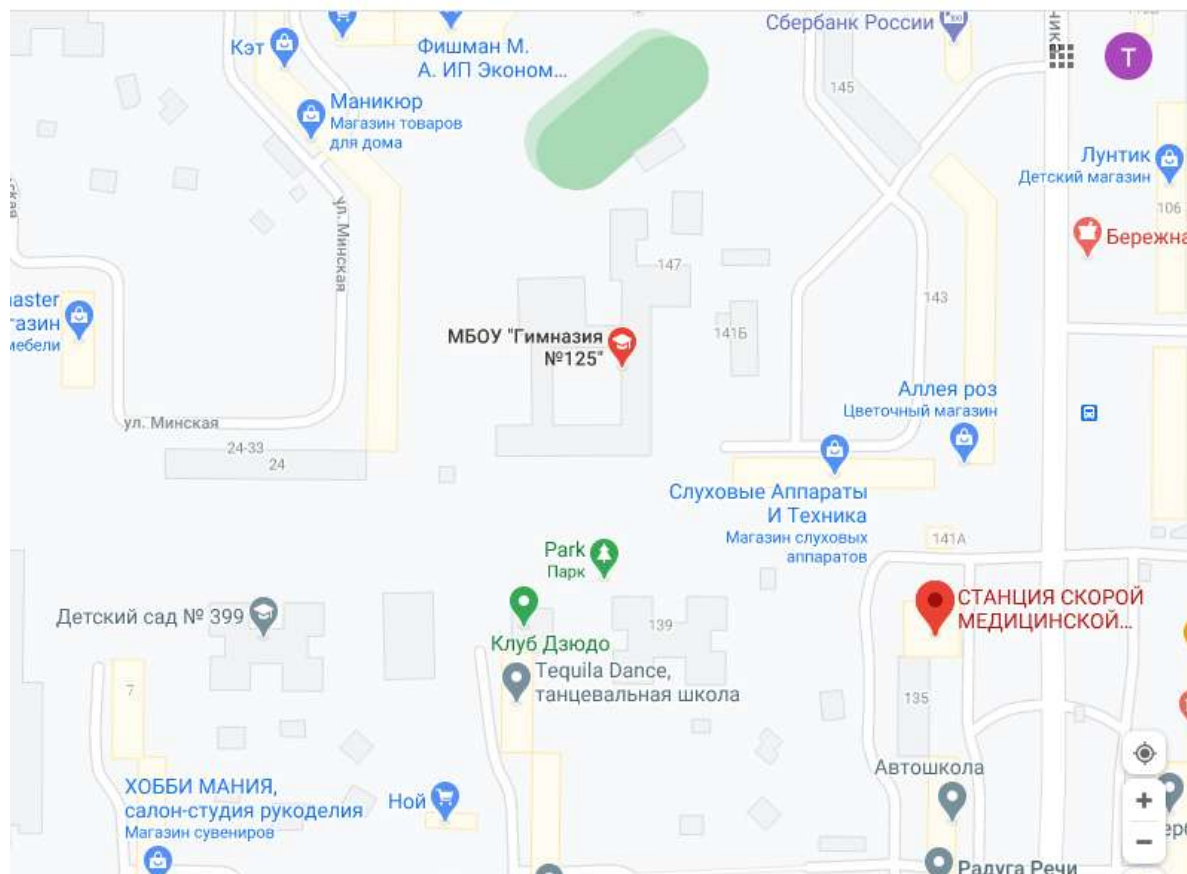 Сбербанк России
145
Т
Кэт
Фишман М.
А. ИП Эконом...
Маникюр
Магазин товаров
для дома
Лунтик
Детский магазин
106
ул. Минская
Бережна
147
143
master
141Б
МБОУ "Гимназия
№125"
Аллея роз
Цветочный магазин
ул. Минская
24-33
24
Слуховые Аппараты
И Техника
Магазин слуховых
аппаратов
141А
Park
Парк
СТАНЦИЯ СКОРОЙ
МЕДИЦИНСКОЙ...
Детский сад № 399
139
Клуб Дзюдо
Tequila Dance,
танцевальная школа
7
135
Автошкола
ХОББИ МАНИЯ,
салон-студия рукоделия
Магазин сувениров
Ной
+
−
Радуга Речи